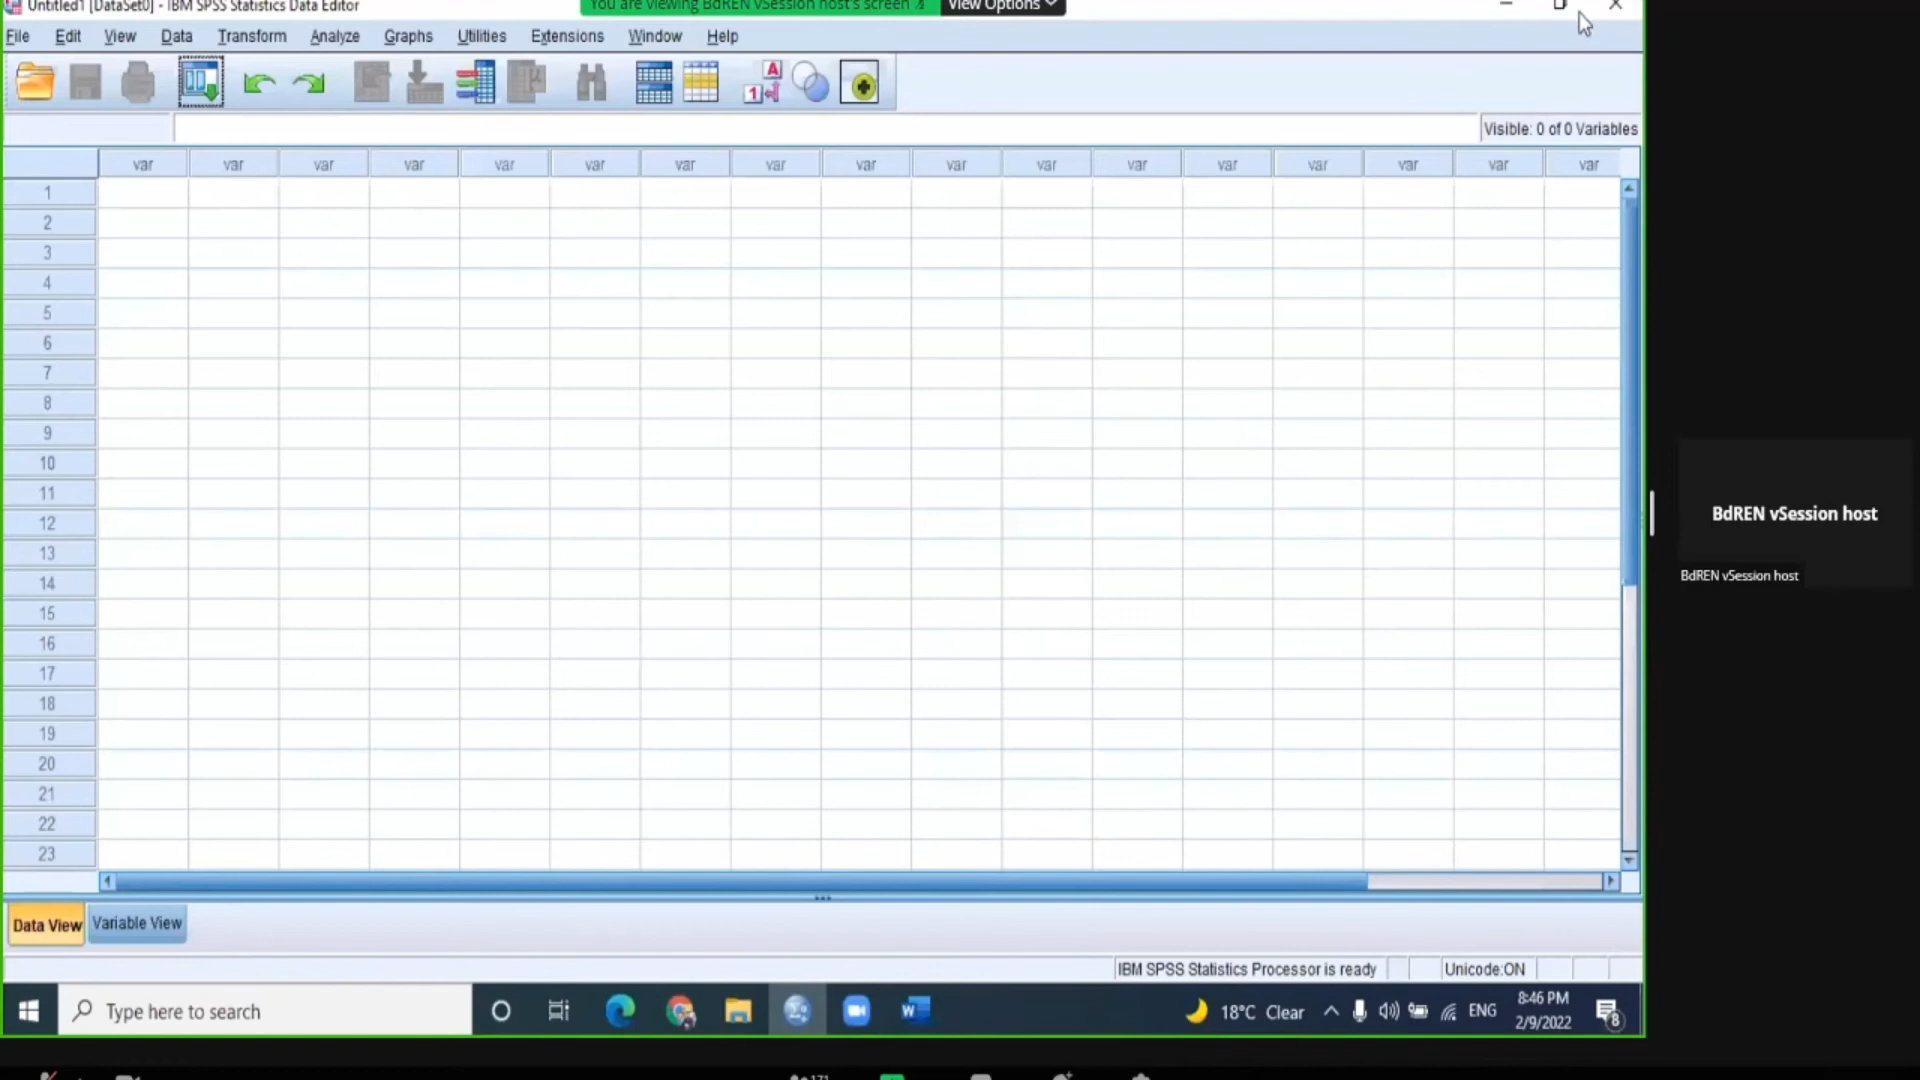 Untitled1 [DataSet0] - IBM SPSS Statistics Data Editor
You are viewing BdREN vSession host's screen
View Options
File Edit View Data Transform Analyze Graphs Utilities Extensions Window Help
A
1
Visible: 0 of 0 Variables
var var var var var var var var var var var var var var var var var
1
2
3
4
5
6
7
8
9
10
11
12
13
14
15
16
17
18
19
20
21
22
23
BdREN vSession host
BdREN vSession host
Data View Variable View
IBM SPSS Statistics Processor is ready Unicode:ON
Type here to search
18°C Clear
ENG
8:46 PM
2/9/2022
8
171